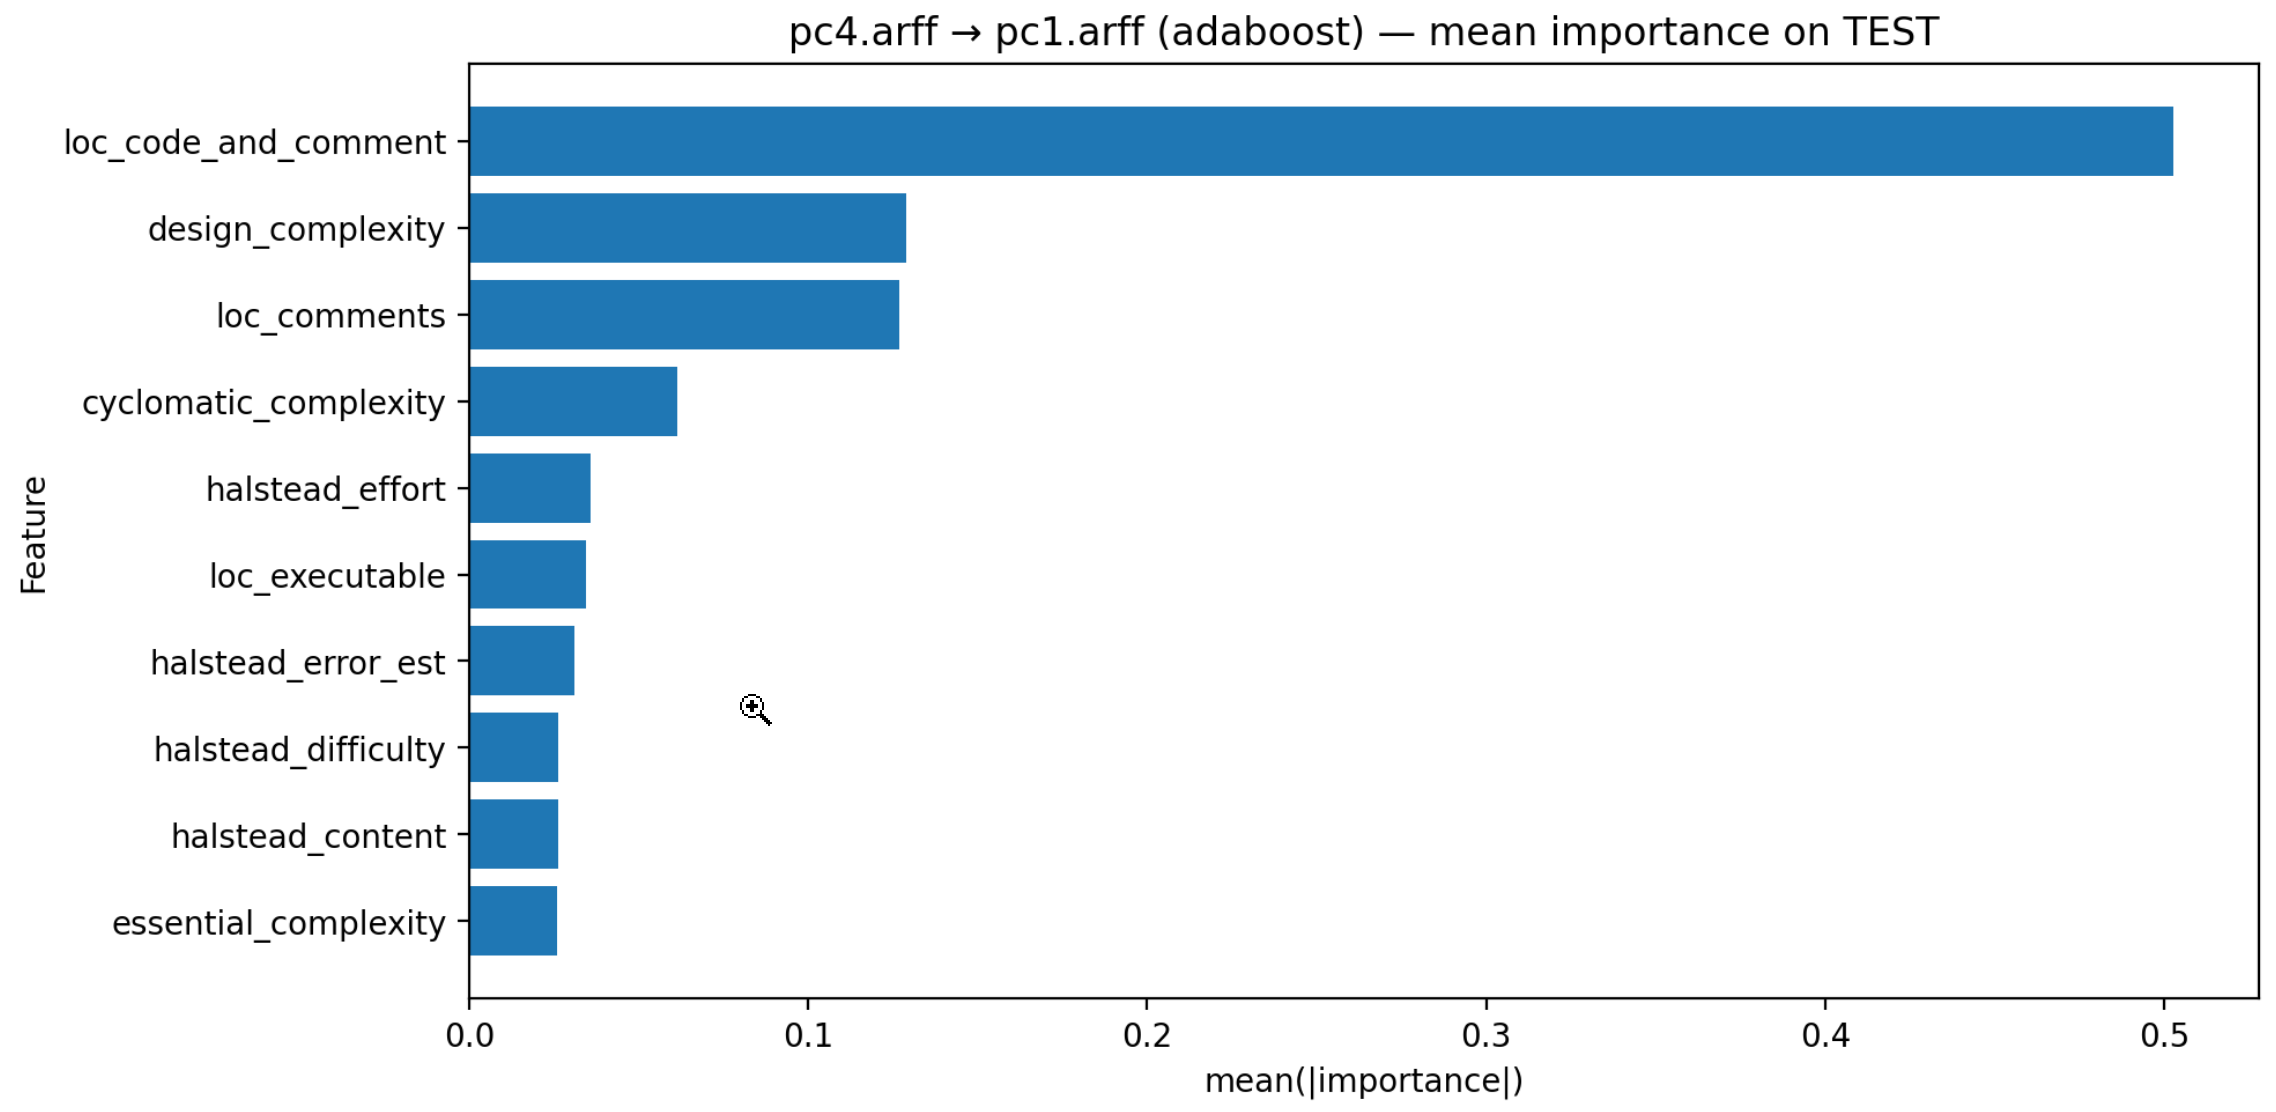 pc4.arff → pc1.arff (adaboost) — mean importance on TEST
loc_code_and_comment
design_complexity
loc_comments
cyclomatic_complexity
halstead_effort
loc_executable
halstead_error_est
halstead_difficulty
halstead_content
essential_complexity
Feature
0.0 0.1 0.2 0.3 0.4 0.5
mean(|importance|)